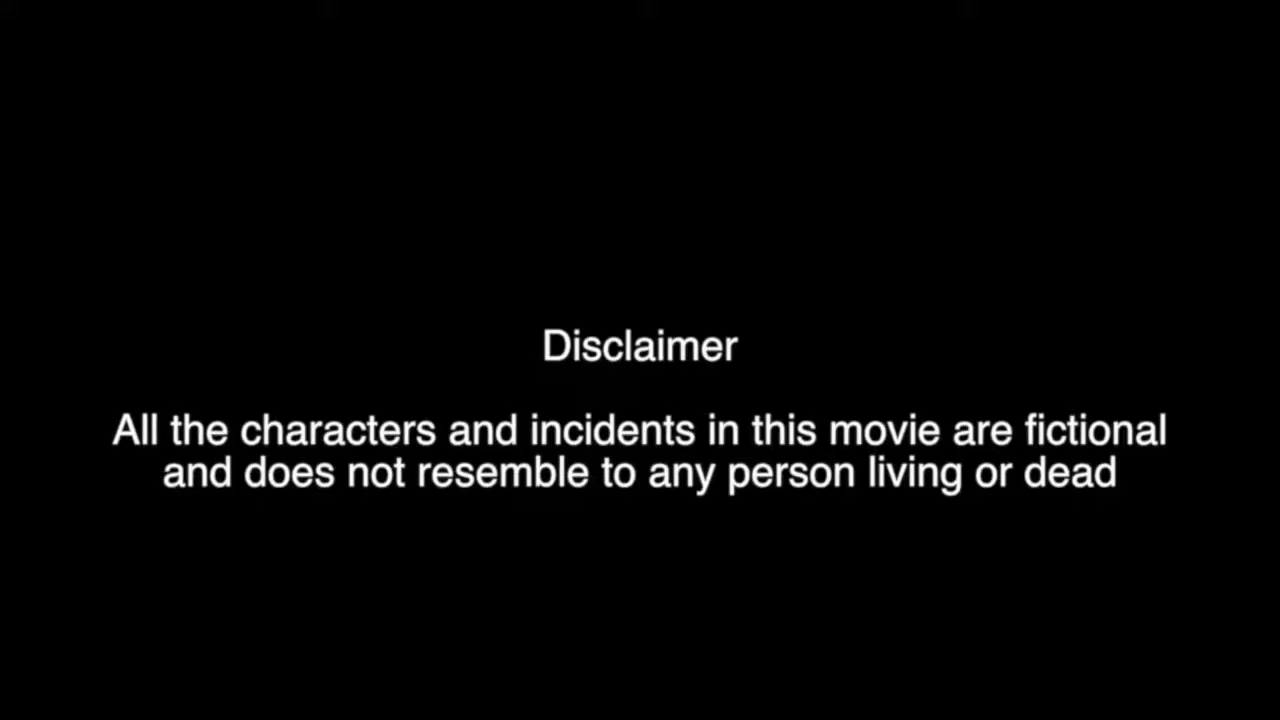 Disclaimer
All the characters and incidents in this movie are fictional
and does not resemble to any person living or dead